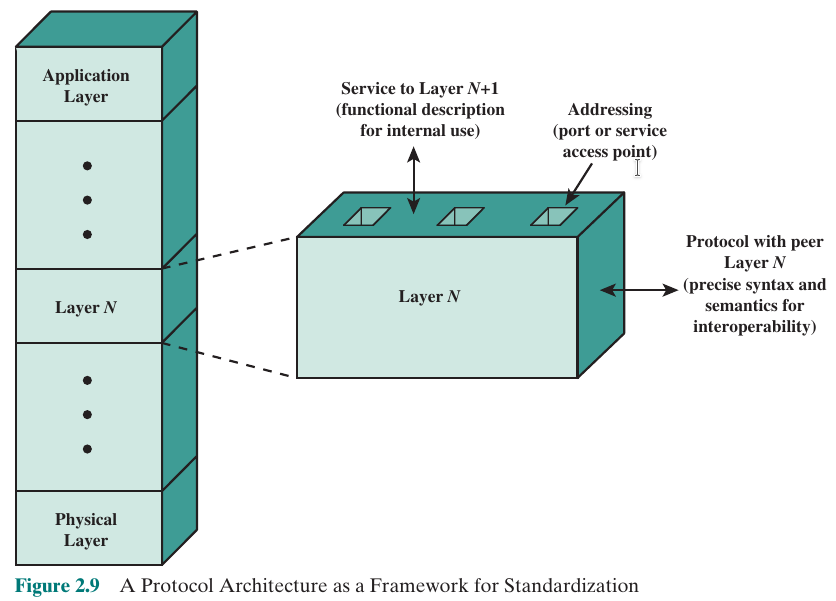 Application
Layer
Layer N
Physical
Layer
Service to Layer N+1
(functional description
for internal use)
Addressing
(port or service
access point)
Layer N
Protocol with peer
Layer N
(precise syntax and
semantics for
interoperability)
Figure 2.9 A Protocol Architecture as a Framework for Standardization